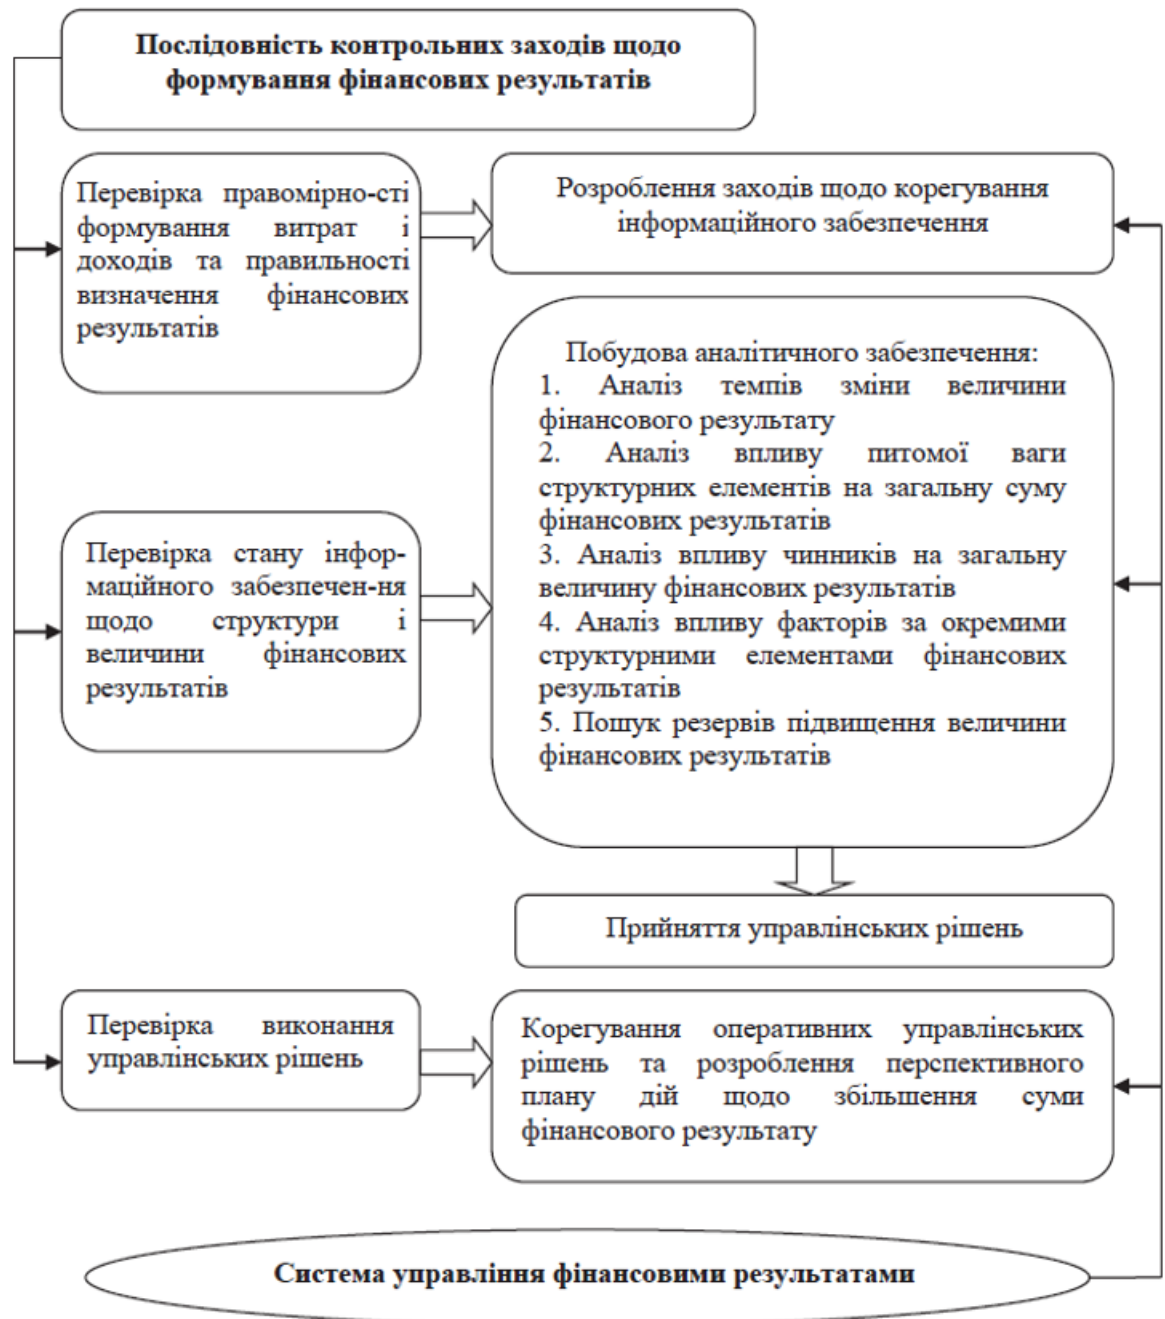 Послідовність контрольних заходів щодо
формування фінансових результатів
Перевірка правомірно-сті
формування витрат і
доходів та правильності
визначення фінансових
результатів
Розроблення заходів щодо корегування
інформаційного забезпечення
Побудова аналітичного забезпечення:
1. Аналіз темпів зміни величини
фінансового результату
2. Аналіз впливу питомої ваги
структурних елементів на загальну суму
фінансових результатів
3. Аналіз впливу чинників на загальну
величину фінансових результатів
4. Аналіз впливу факторів за окремими
структурними елементами фінансових
результатів
5. Пошук резервів підвищення величини
фінансових результатів
Перевірка стану інфор-
маційного забезпечен-ня
щодо структури і
величини фінансових
результатів
Прийняття управлінських рішень
Перевірка виконання
управлінських рішень
Корегування оперативних управлінських
рішень та розроблення перспективного
плану дій щодо збільшення суми
фінансового результату
Система управління фінансовими результатами